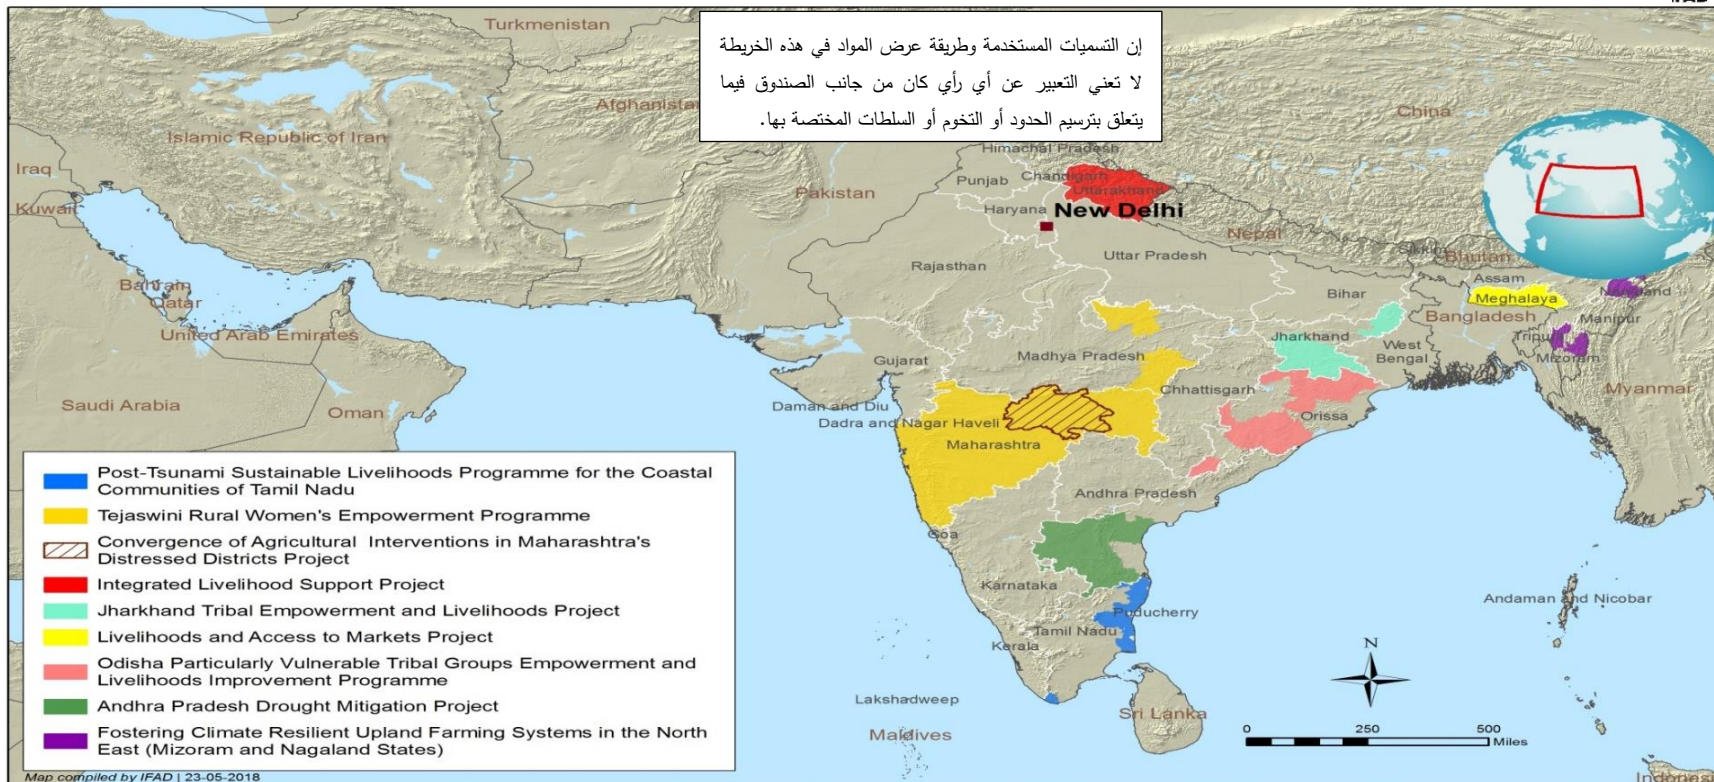 Turkmenistan
إن التسميات المستخدمة وطريقة عرض المواد في هذه الخريطة
لا تعني التعبير عن أي رأي كان من جانب الصندوق فيما
يتعلق بترسيم الحدود أو التخوم أو السلطات المختصة بها.
Afghanistan
China
Islamic Republic of Iran
Himachal Pradesh
Iraq
Punjab
Chandigarh
Pakistan
Uttarakhand
Kuwait
Haryana
New Delhi
Nepal
Sikkim
Bhutan
Uttar Pradesh
Rajasthan
Assam
Bahrain
Bihar
Meghalaya
Nagaland
Qatar
Bangladesh
Manipur
United Arab Emirates
Jharkhand
Tripura
West
Bengal
Mizoram
Gujarat
Madhya Pradesh
Chhattisgarh
Myanmar
Saudi Arabia
Oman
Daman and Diu
Orissa
Dadra and Nagar Haveli
Maharashtra
Andhra Pradesh
Goa
Karnataka
Puducherry
Andaman and Nicobar
Tamil Nadu
Kerala
Lakshadweep
Sri Lanka
Maldives
N
0 250 500
Miles
Post-Tsunami Sustainable Livelihoods Programme for the Coastal
Communities of Tamil Nadu
Tejaswini Rural Women's Empowerment Programme
Convergence of Agricultural Interventions in Maharashtra's
Distressed Districts Project
Integrated Livelihood Support Project
Jharkhand Tribal Empowerment and Livelihoods Project
Livelihoods and Access to Markets Project
Odisha Particularly Vulnerable Tribal Groups Empowerment and
Livelihoods Improvement Programme
Andhra Pradesh Drought Mitigation Project
Fostering Climate Resilient Upland Farming Systems in the North
East (Mizoram and Nagaland States)
Map compiled by IFAD | 23-05-2018
Indonesia